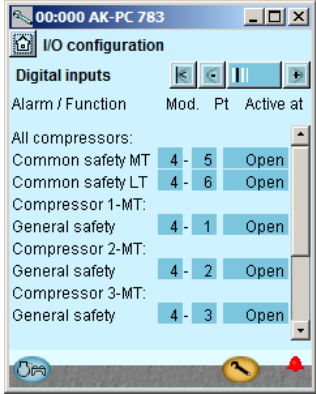 00:000 AK-PC 783
I/O configuration
Digital inputs
Alarm / Function Mod. Pt Active at
All compressors:
Common safety MT 4 - 5 Open
Common safety LT 4 - 6 Open
Compressor 1-MT:
General safety 4 - 1 Open
Compressor 2-MT:
General safety 4 - 2 Open
Compressor 3-MT:
General safety 4 - 3 Open